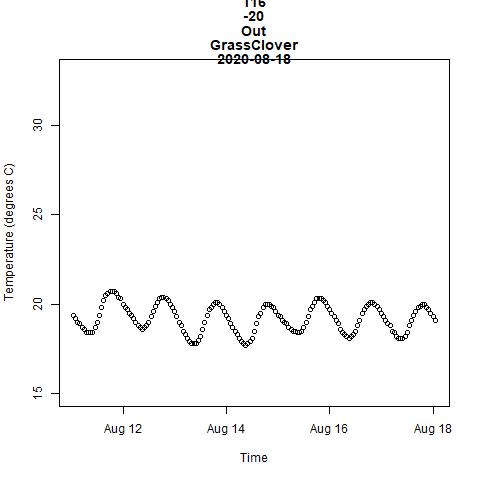 T16
-20
Out
GrassClover
2020-08-18
30
25
20
15
Temperature (degrees C)
Aug 12
Aug 14
Aug 16
Aug 18
Time